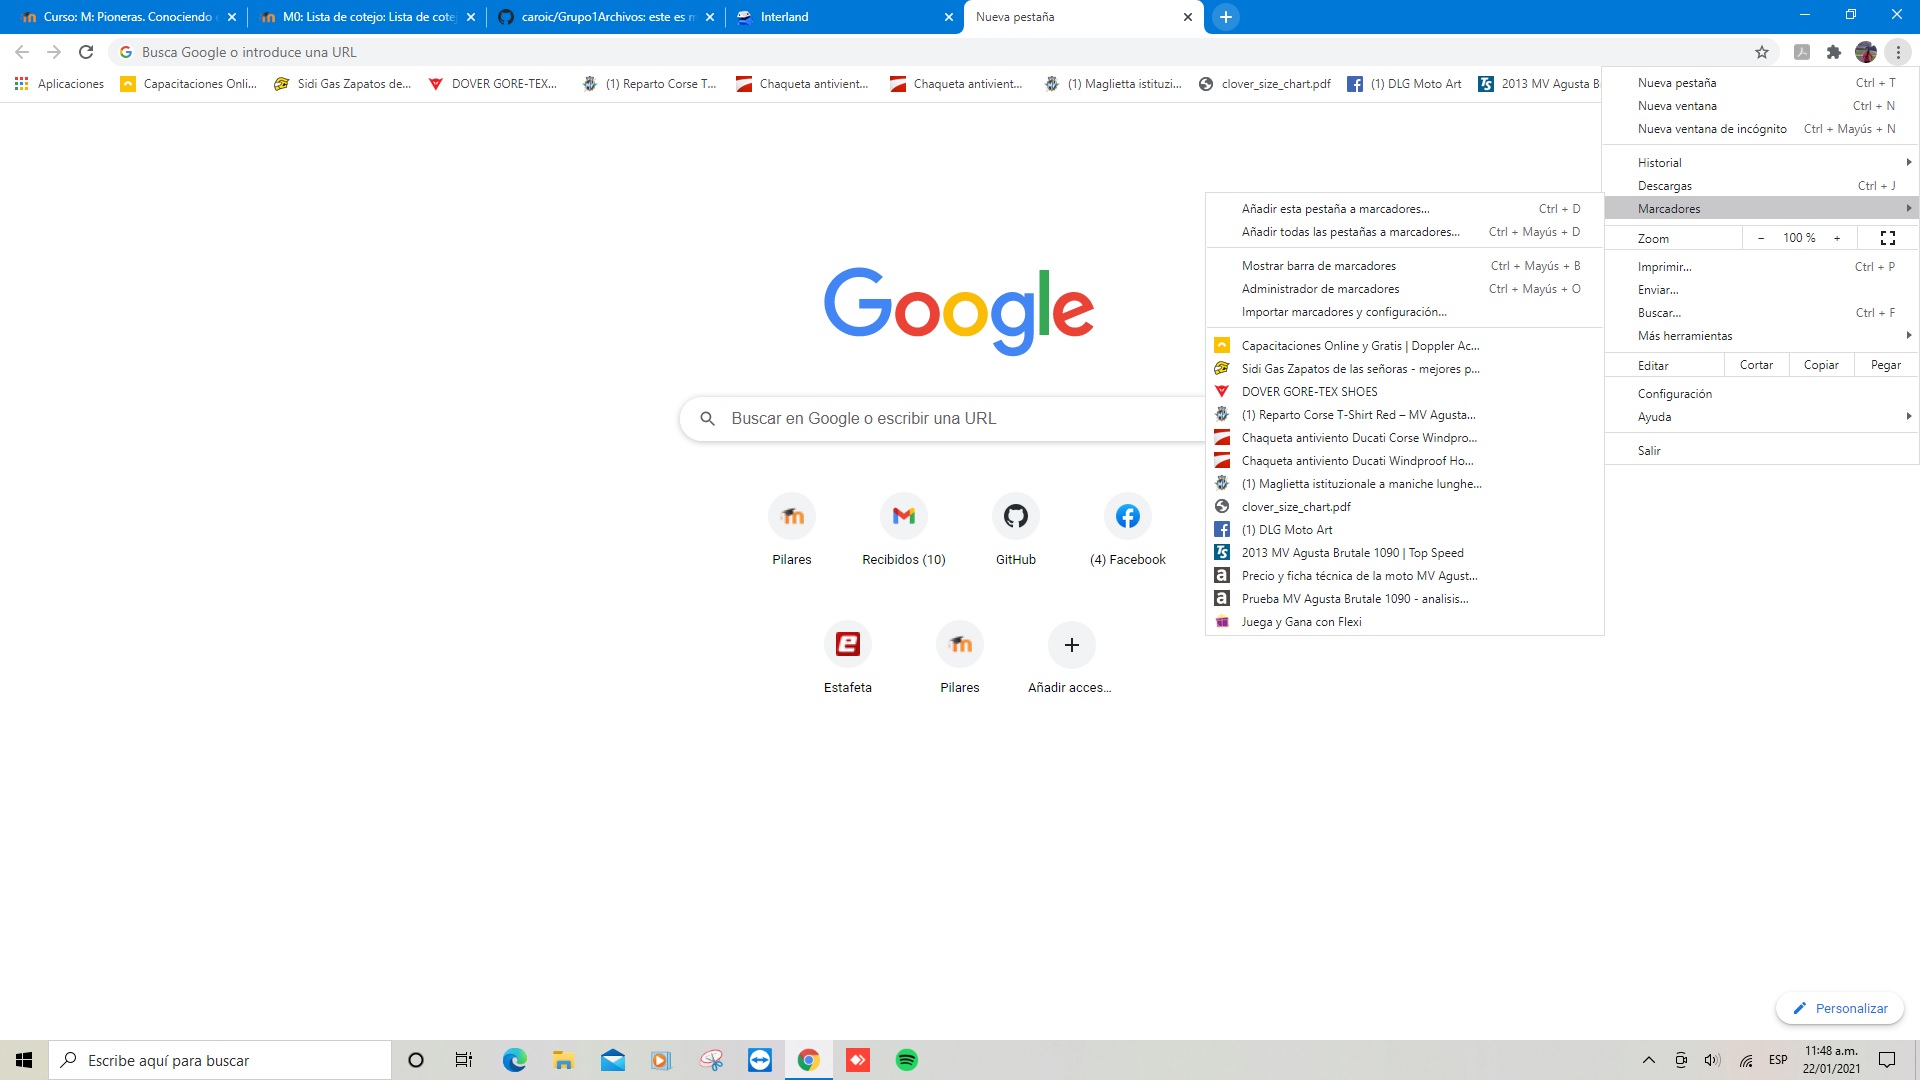 Curso: M: Pioneras. Conociendo
M0: Lista de cotejo: Lista de cote
caroic/Grupo1Archivos: este es m
Interland
Nueva pestaña
Busca Google o introduce una URL
Aplicaciones
Capacitaciones Onli...
Sidi Gas Zapatos de...
DOVER GORE-TEX...
(1) Reparto Corse T...
Chaqueta antivient...
Chaqueta antivient...
(1) Maglietta istituzi...
clover_size_chart.pdf
(1) DLG Moto Art
2013 MV Agusta B
Nueva pestaña Ctrl + T
Nueva ventana Ctrl + N
Nueva ventana de incógnito Ctrl + Mayús + N
Historial
Descargas Ctrl + J
Marcadores
Zoom − 100 % +
Imprimir... Ctrl + P
Enviar...
Buscar... Ctrl + F
Más herramientas
Editar Cortar Copiar Pegar
Configuración
Ayuda
Salir
Añadir esta pestaña a marcadores... Ctrl + D
Añadir todas las pestañas a marcadores... Ctrl + Mayús + D
Mostrar barra de marcadores Ctrl + Mayús + B
Administrador de marcadores Ctrl + Mayús + O
Importar marcadores y configuración...
Capacitaciones Online y Gratis | Doppler Ac...
Sidi Gas Zapatos de las señoras - mejores p...
DOVER GORE-TEX SHOES
(1) Reparto Corse T-Shirt Red – MV Agusta...
Chaqueta antiviento Ducati Corse Windpro...
Chaqueta antiviento Ducati Windproof Ho...
(1) Maglietta istituzionale a maniche lunghe...
clover_size_chart.pdf
(1) DLG Moto Art
2013 MV Agusta Brutale 1090 | Top Speed
Precio y ficha técnica de la moto MV Agust...
Prueba MV Agusta Brutale 1090 - analisis...
Juega y Gana con Flexi
Google
Buscar en Google o escribir una URL
Pilares
Recibidos (10)
GitHub
(4) Facebook
Estafeta
Pilares
Añadir acces...
Personalizar
Escribe aquí para buscar
ESP
11:48 a.m.
22/01/2021